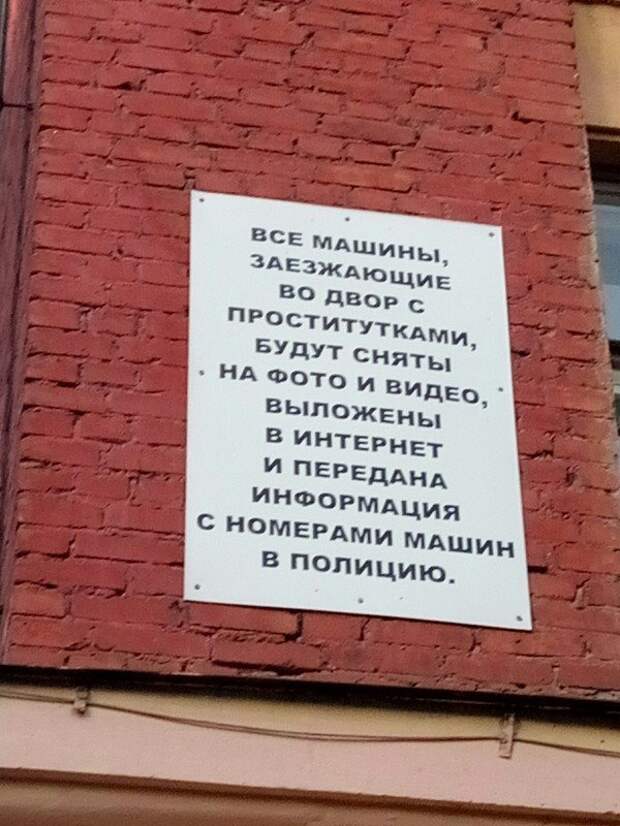 ВСЕ МАШИНЫ,
ЗАЕЗЖАЮЩИЕ
ВО ДВОР С
ПРОСТИТУТКАМИ,
БУДУТ СНЯТЫ
НА ФОТО И ВИДЕО,
ВЫЛОЖЕНЫ
В ИНТЕРНЕТ
И ПЕРЕДАНА
ИНФОРМАЦИЯ
С НОМЕРАМИ МАШИН
В ПОЛИЦИЮ.